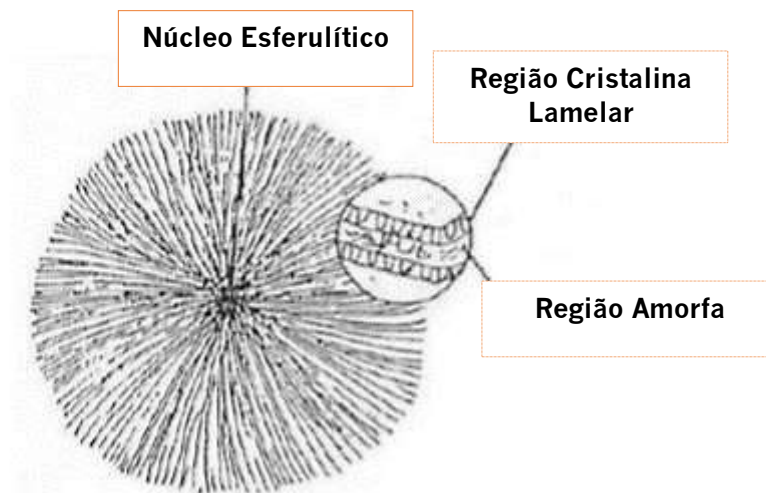 Núcleo Esferulítico
Região Cristalina
Lamelar
Região Amorfa